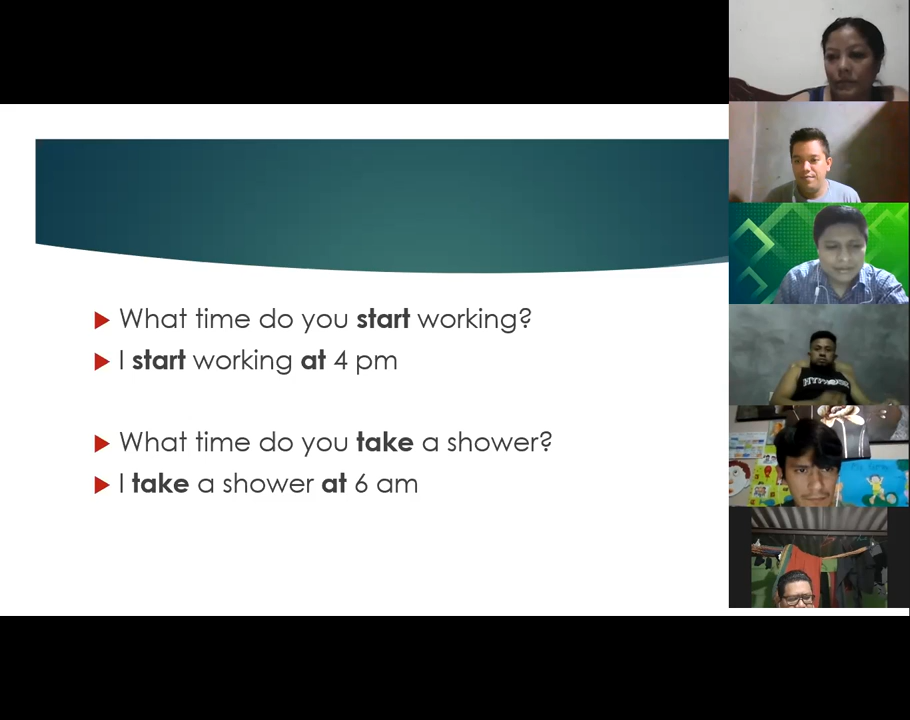 What time do you start working?
I start working at 4 pm
What time do you take a shower?
I take a shower at 6 am